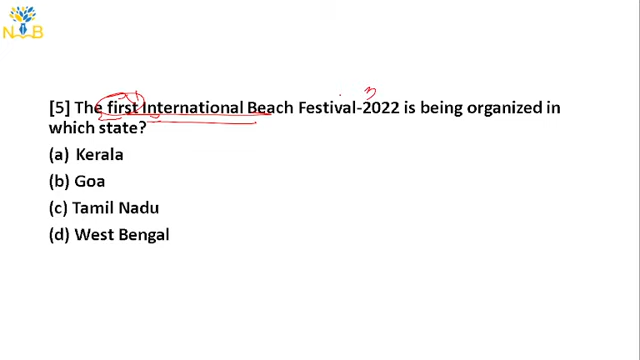 N B
[5] The first International Beach Festival-2022 is being organized in
which state?
(a) Kerala
(b) Goa
(c) Tamil Nadu
(d) West Bengal